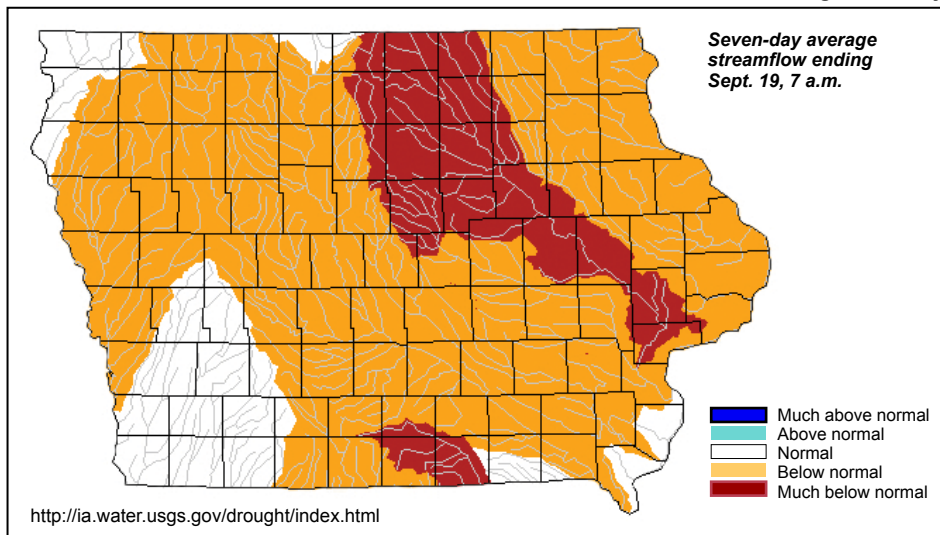 Seven-day average
streamflow ending
Sept. 19, 7 a.m.
Much above normal
Above normal
Normal
Below normal
Much below normal
http://ia.water.usgs.gov/drought/index.html